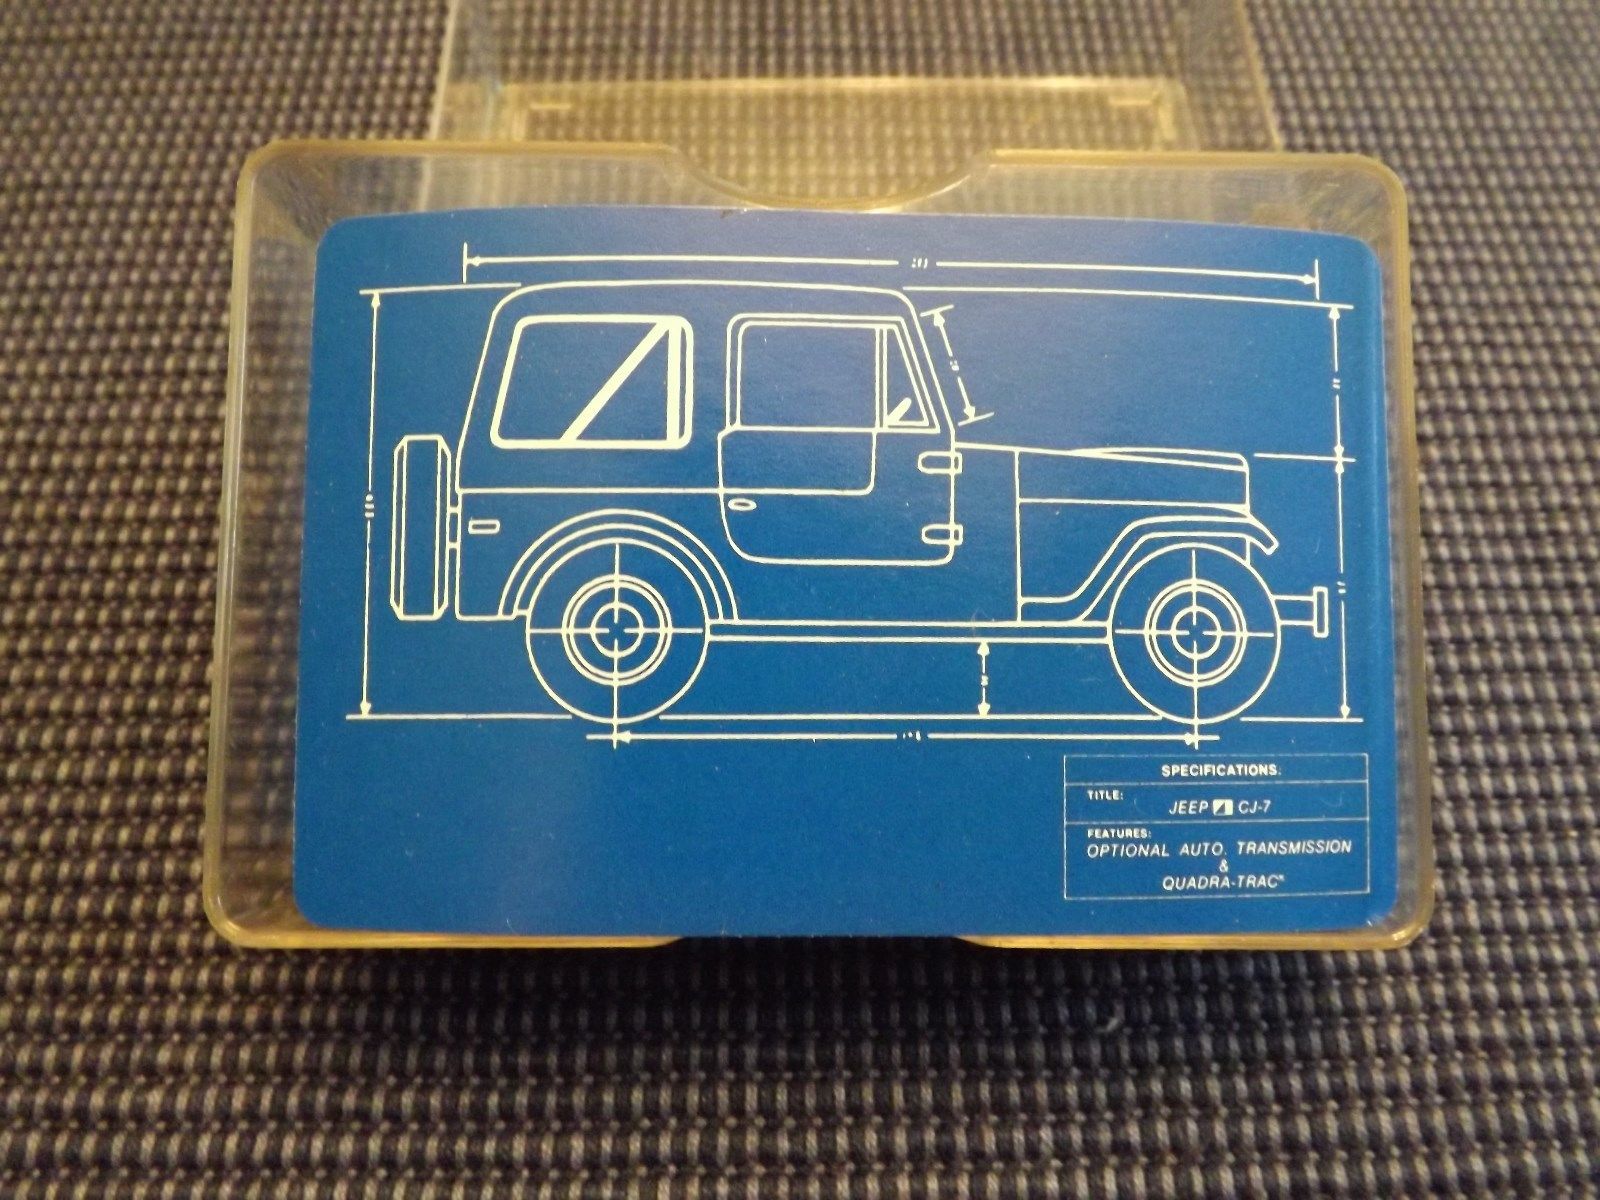 SPECIFICATIONS:
TITLE:
JEEP CJ-7
FEATURES:
OPTIONAL AUTO. TRANSMISSION
&
QUADRA-TRAC